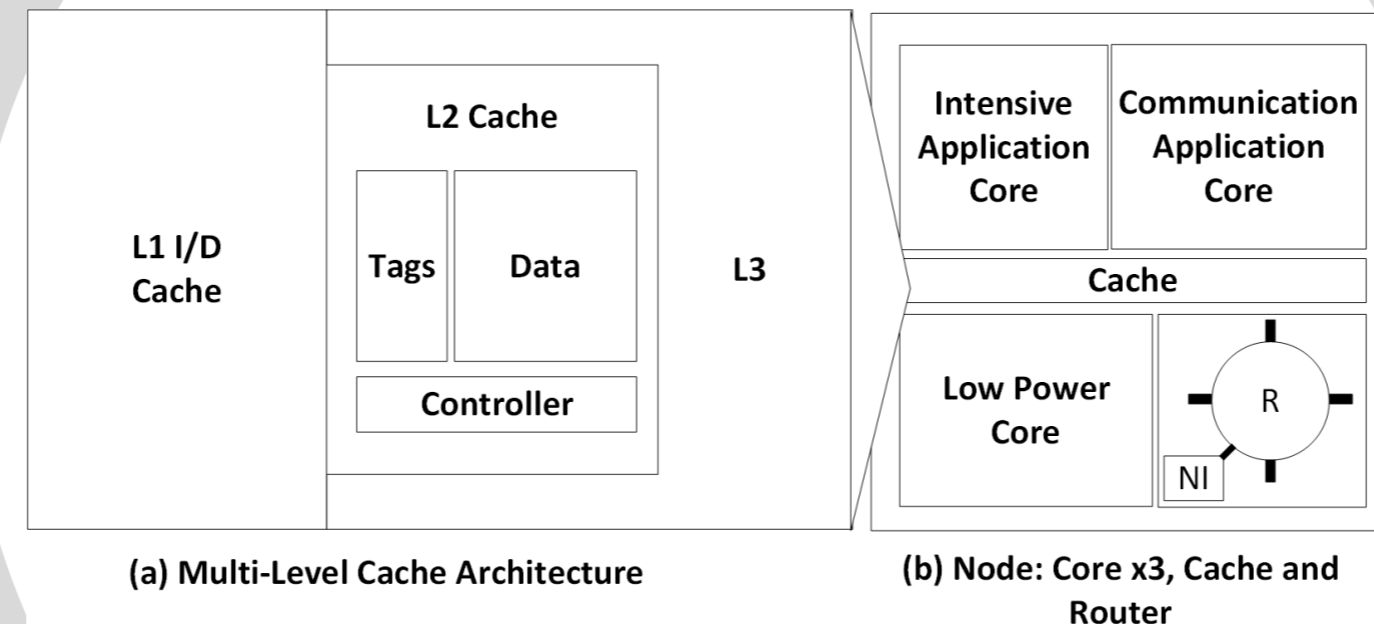 L1 I/D
Cache
L2 Cache
Tags
Data
Controller
L3
(a) Multi-Level Cache Architecture
Intensive
Application
Core
Communication
Application
Core
Cache
Low Power
Core
R
NI
(b) Node: Core x3, Cache and
Router